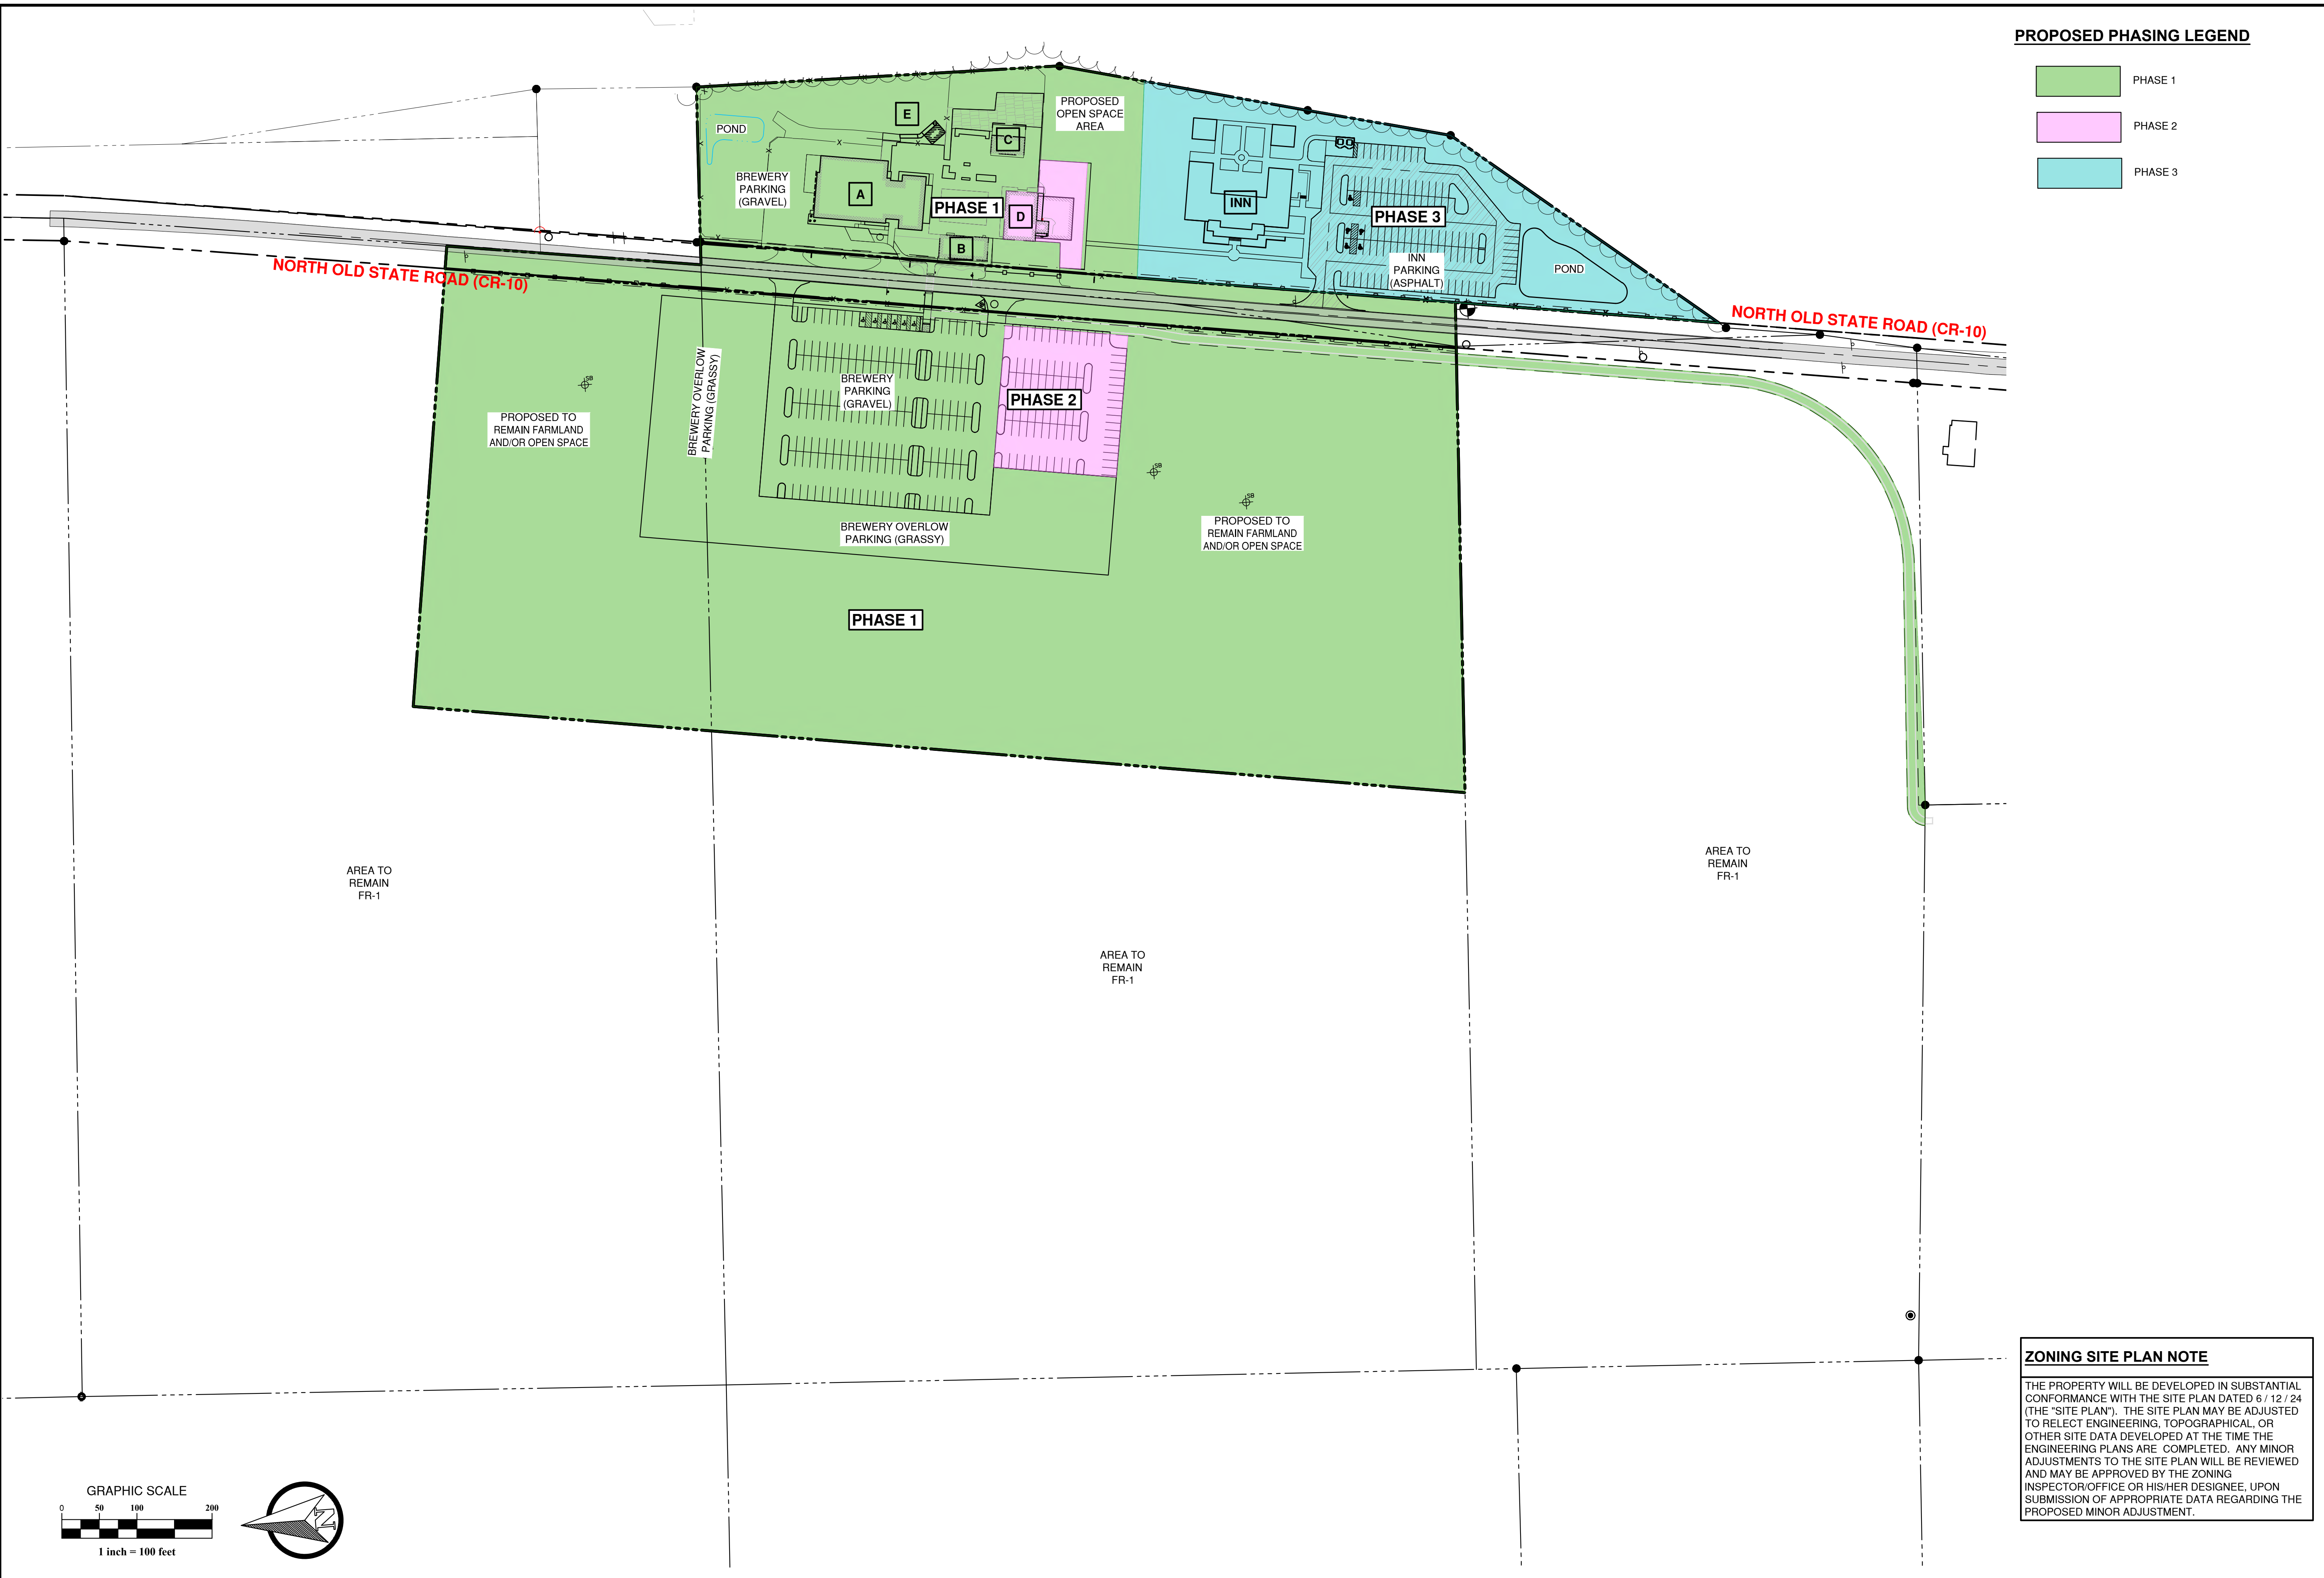 PROPOSED PHASING LEGEND
PHASE 1
PHASE 2
PHASE 3
POND
E
C
PROPOSED
OPEN SPACE
AREA
BREWERY
PARKING
(GRAVEL)
A
PHASE 1
D
B
INN
PHASE 3
INN
PARKING
(ASPHALT)
POND
NORTH OLD STATE ROAD (CR-10)
NORTH OLD STATE ROAD (CR-10)
SB
PROPOSED TO
REMAIN FARMLAND
AND/OR OPEN SPACE
BREWERY OVERLOW
PARKING (GRASSY)
BREWERY
PARKING
(GRAVEL)
PHASE 2
SB
SB
BREWERY OVERLOW
PARKING (GRASSY)
PROPOSED TO
REMAIN FARMLAND
AND/OR OPEN SPACE
PHASE 1
AREA TO
REMAIN
FR-1
AREA TO
REMAIN
FR-1
AREA TO
REMAIN
FR-1
GRAPHIC SCALE
0 50 100 200
1 inch = 100 feet
N
ZONING SITE PLAN NOTE
THE PROPERTY WILL BE DEVELOPED IN SUBSTANTIAL
CONFORMANCE WITH THE SITE PLAN DATED 6 / 12 / 24
(THE "SITE PLAN"). THE SITE PLAN MAY BE ADJUSTED
TO RELECT ENGINEERING, TOPOGRAPHICAL, OR
OTHER SITE DATA DEVELOPED AT THE TIME THE
ENGINEERING PLANS ARE COMPLETED. ANY MINOR
ADJUSTMENTS TO THE SITE PLAN WILL BE REVIEWED
AND MAY BE APPROVED BY THE ZONING
INSPECTOR/OFFICE OR HIS/HER DESIGNEE, UPON
SUBMISSION OF APPROPRIATE DATA REGARDING THE
PROPOSED MINOR ADJUSTMENT.